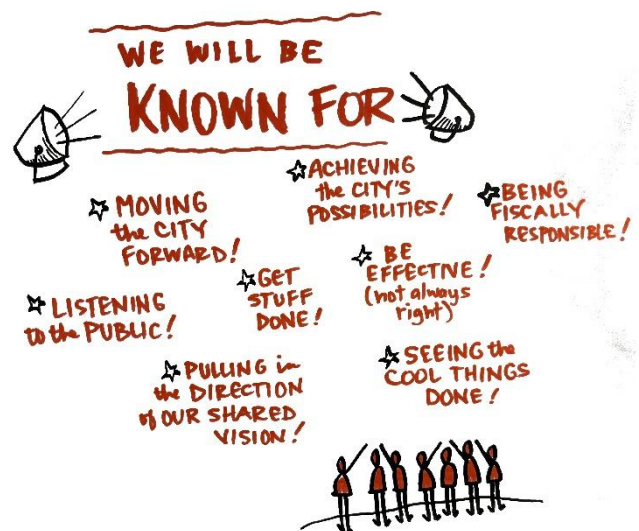 WE WILL BE
KNOWN FOR
ACHIEVING
the CITY'S
POSSIBILITIES!
BEING
FISCALLY
RESPONSIBLE!
MOVING
the CITY
FORWARD!
BE
EFFECTIVE!
(not always
right)
GET
STUFF
DONE!
LISTENING
to the PUBLIC!
SEEING the
COOL THINGS
DONE!
PULLING in
the DIRECTION
of OUR SHARED
VISION!